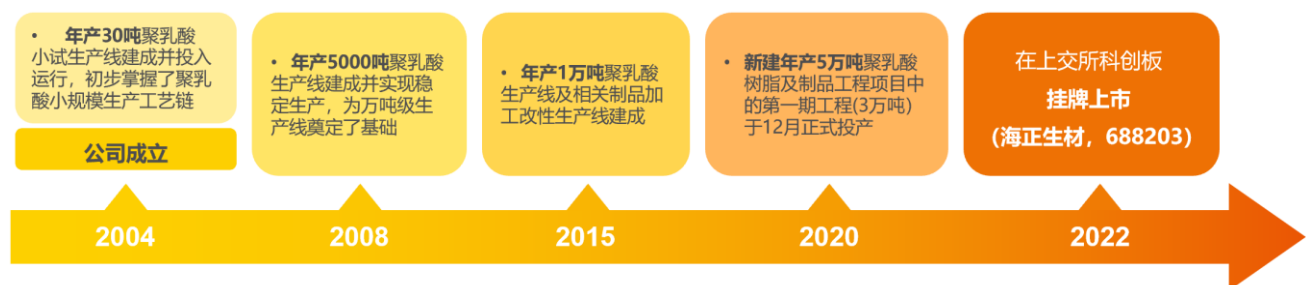 • 年产30吨聚乳酸
小试生产线建成并投入
运行，初步掌握了聚乳
酸小规模生产工艺链
公司成立
• 年产5000吨聚乳酸
生产线建成并实现稳
定生产，为万吨级生
产线奠定了基础
• 年产1万吨聚乳酸
生产线及相关制品加
工改性生产线建成
• 新建年产5万吨聚乳酸
树脂及制品工程项目中
的第一期工程(3万吨)
于12月正式投产
在上交所科创板
挂牌上市
（海正生材，688203）
2004
2008
2015
2020
2022